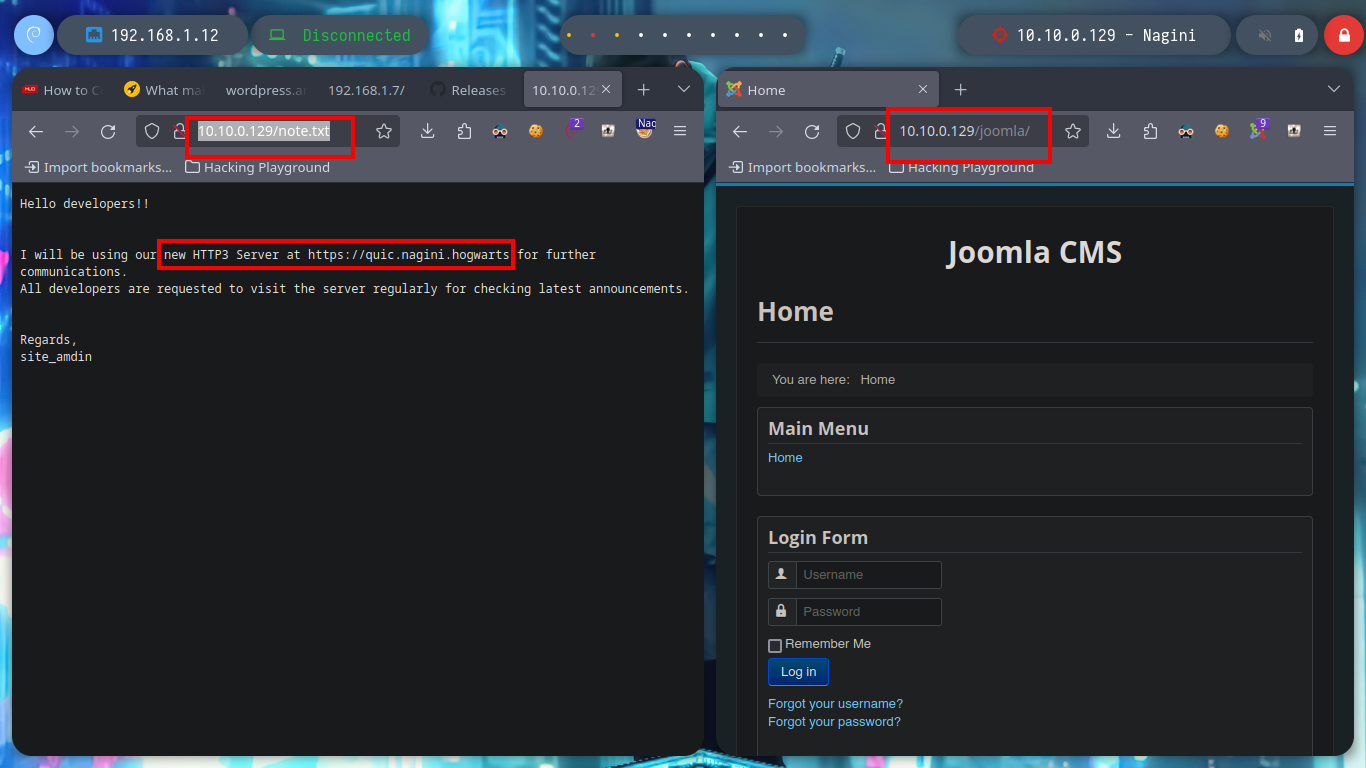 192.168.1.12
Disconnected
10.10.0.129 - Nagini
How to C
What ma
wordpress.a
192.168.1.7/
Releases
10.10.0.12
10.10.0.129/note.txt
2
Import bookmarks...
Hacking Playground
Hello developers!!
I will be using our new HTTP3 Server at https://quic.nagini.hogwarts for further
communications.
All developers are requested to visit the server regularly for checking latest announcements.
Regards,
site_amdin
Home
10.10.0.129/joomla/
9
Import bookmarks...
Hacking Playground
Joomla CMS
Home
You are here: Home
Main Menu
Home
Login Form
Username
Password
Remember Me
Log in
Forgot your username?
Forgot your password?